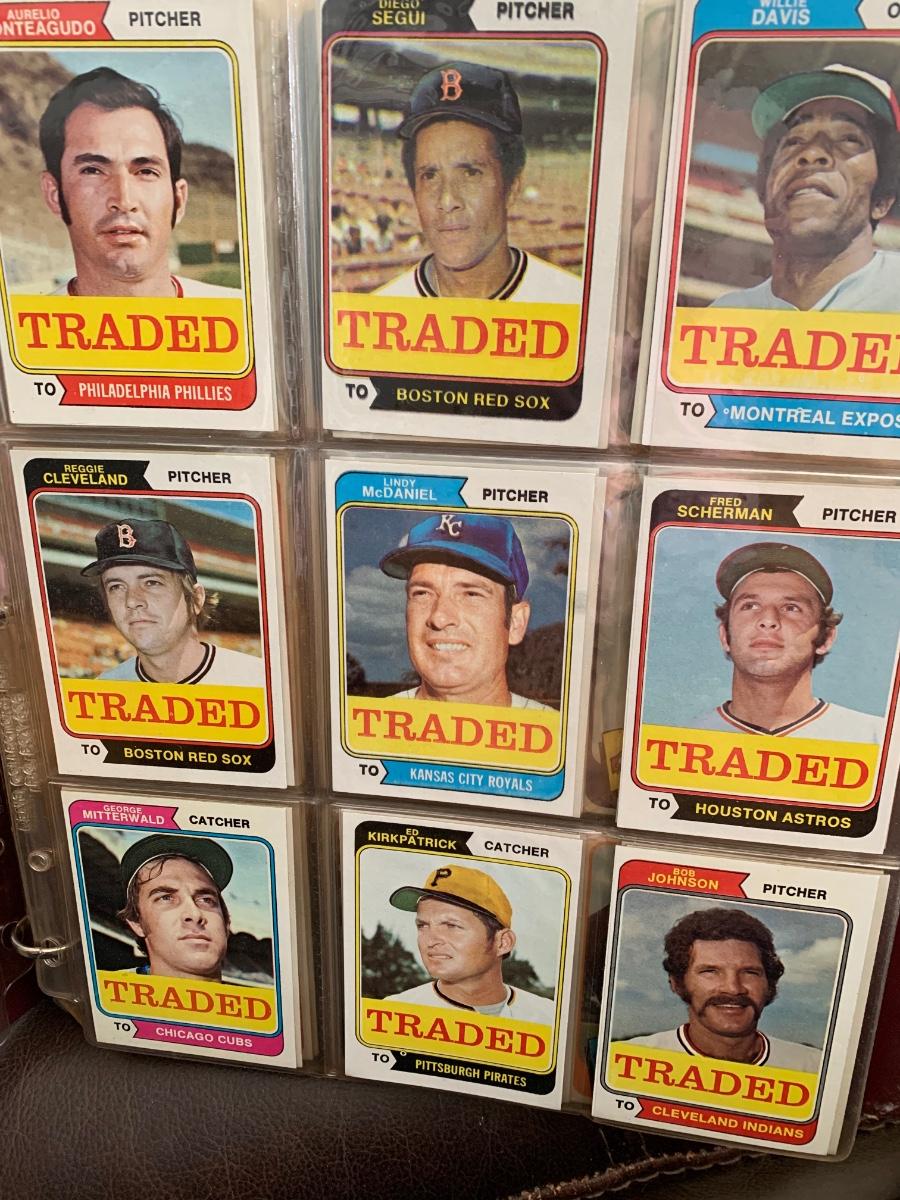 AURELIO
ONTEAGUDO
PITCHER
TRADED
TO PHILADELPHIA PHILLIES
DIEGO
SEGUI
PITCHER
B
TRADED
TO BOSTON RED SOX
WILLIE
DAVIS
O
TRADE
TO MONTREAL EXPOS
REGGIE
CLEVELAND
PITCHER
B
TRADED
TO BOSTON RED SOX
LINDY
McDANIEL
PITCHER
KC
TRADED
TO KANSAS CITY ROYALS
FRED
SCHERMAN
PITCHER
TRADED
TO HOUSTON ASTROS
GEORGE
MITTERWALD
CATCHER
TRADED
TO CHICAGO CUBS
ED
KIRKPATRICK
CATCHER
P
TRADED
TO PITTSBURGH PIRATES
BOB
JOHNSON
PITCHER
TRADED
TO CLEVELAND INDIANS